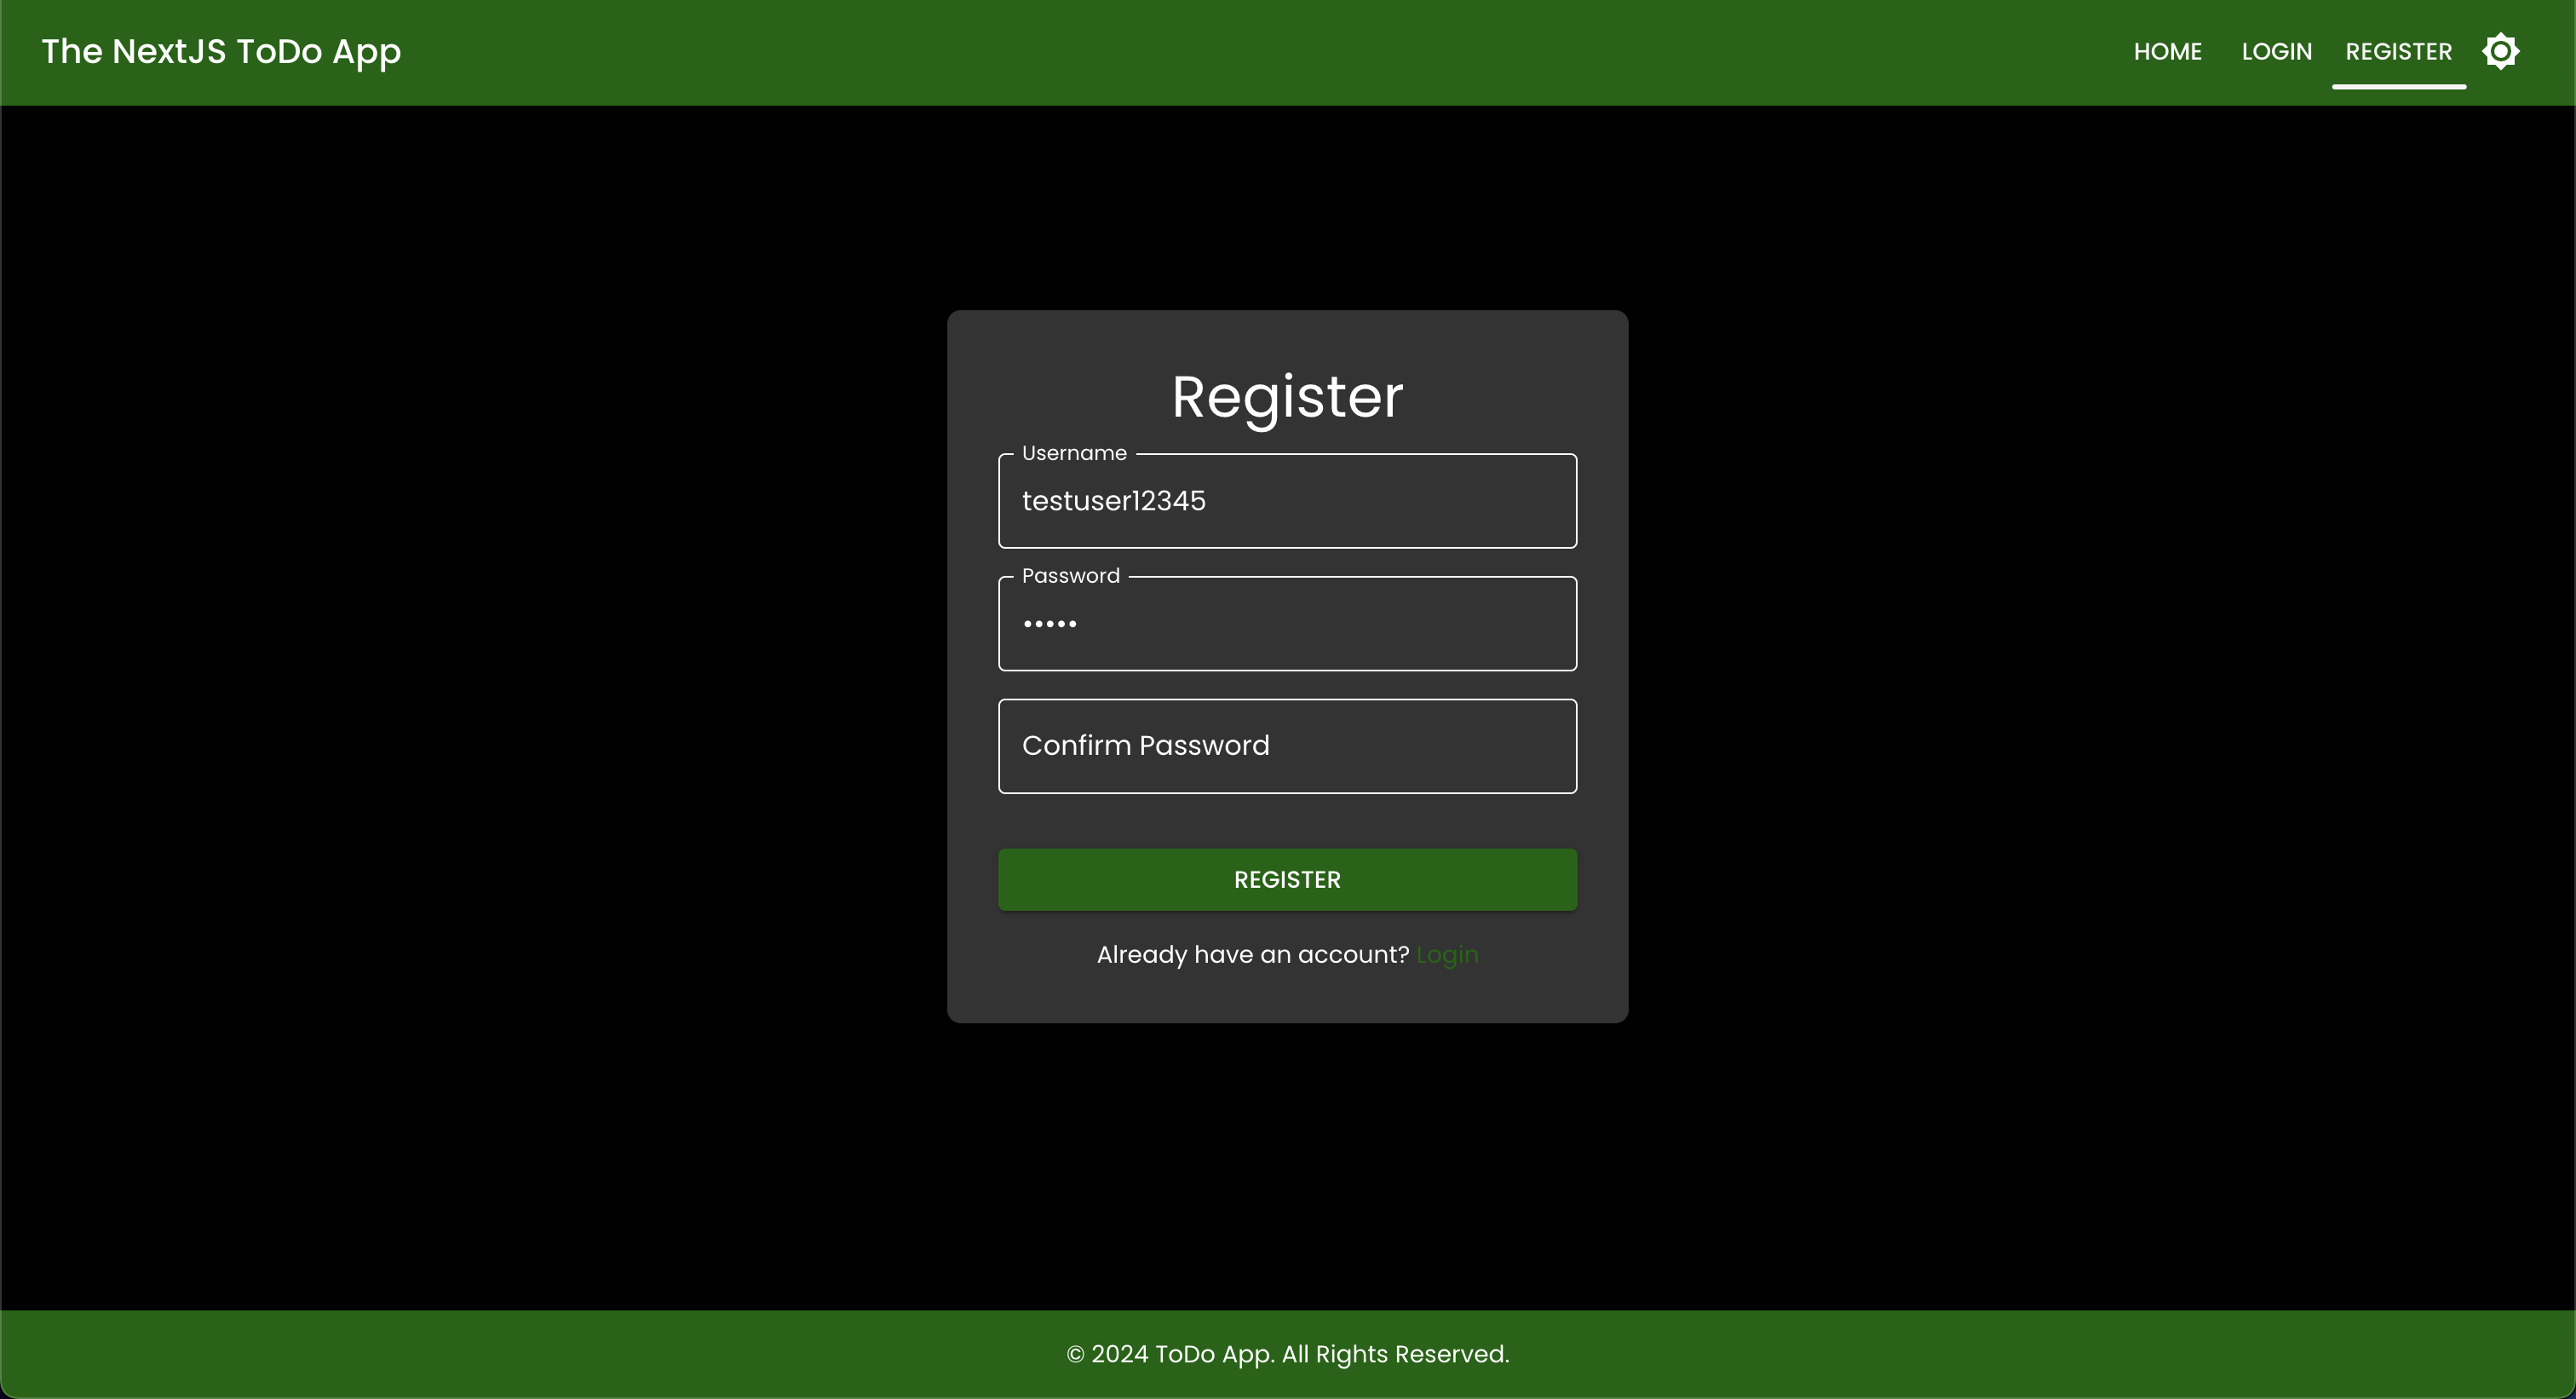 The NextJS ToDo App
HOME LOGIN REGISTER
Register
Username
testuser12345
Password
•••••
Confirm Password
REGISTER
Already have an account? Login
© 2024 ToDo App. All Rights Reserved.